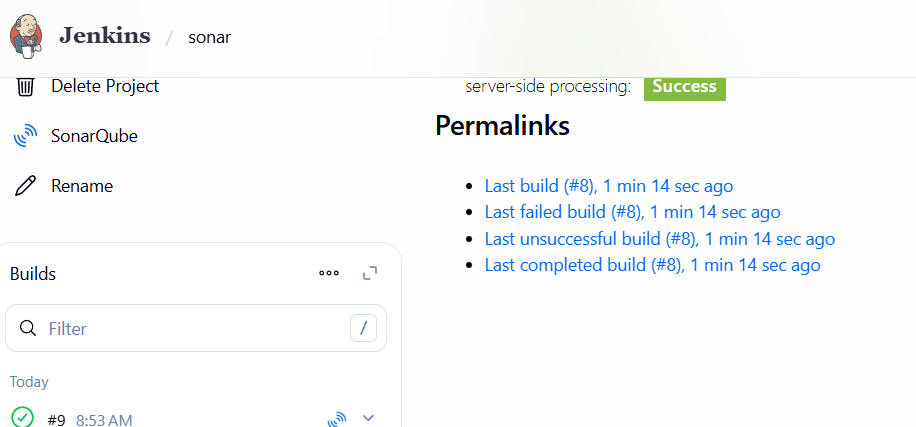 Jenkins / sonar
Delete Project
SonarQube
Rename
server-side processing: Success
Permalinks
Last build (#8), 1 min 14 sec ago
Last failed build (#8), 1 min 14 sec ago
Last unsuccessful build (#8), 1 min 14 sec ago
Last completed build (#8), 1 min 14 sec ago
Builds
Filter /
Today
#9 8:53 AM